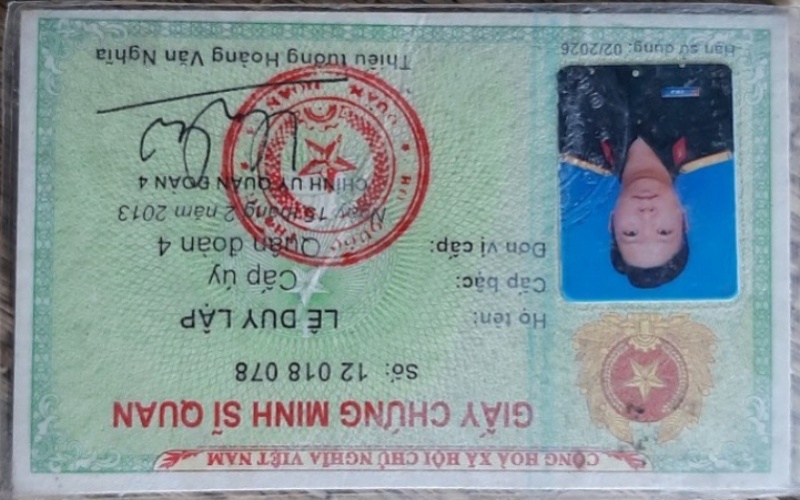 CỘNG HOÀ XÃ HỘI CHỦ NGHĨA VIỆT NAM
GIẤY CHỨNG MINH SĨ QUAN
Số: 12 018 078
Họ tên: LÊ DUY LẬP
Cấp bậc: Cấp úy
Đơn vị cấp: Quân đoàn 4
Ngày 15 tháng 2 năm 2013
CHÍNH ỦY QUÂN ĐOÀN 4
Thiếu tướng Hoàng Văn Nghĩa
Hạn sử dụng: 02/2026